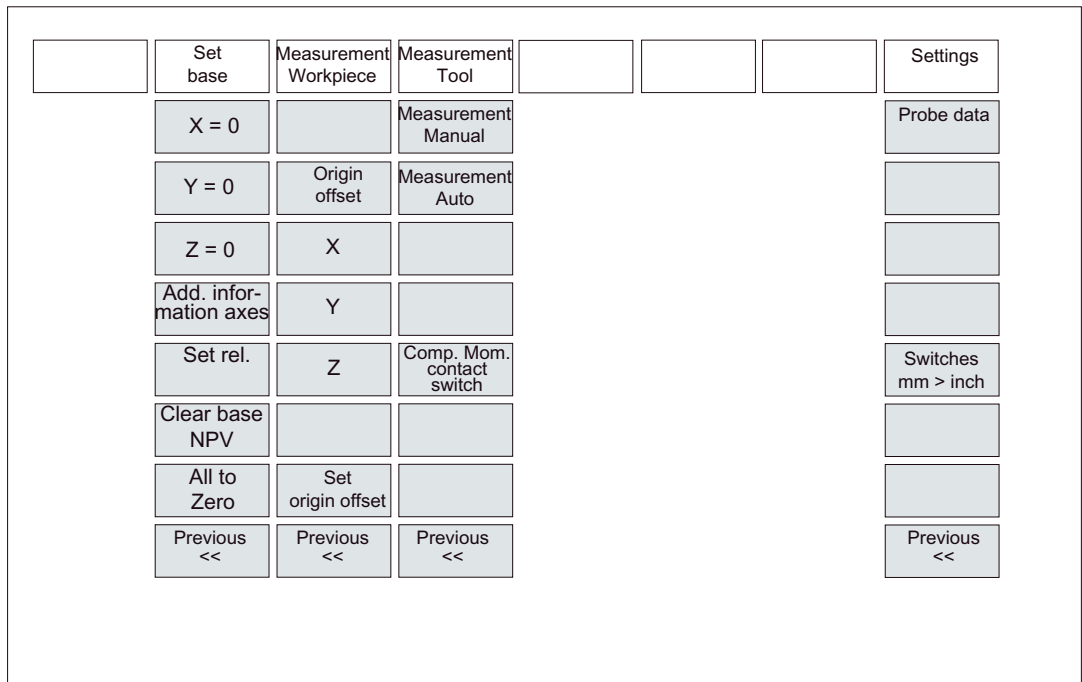 Set
base
Measurement
Workpiece
Measurement
Tool
Settings
X = 0
Measurement
Manual
Probe data
Y = 0
Origin
offset
Measurement
Auto
Z = 0
X
Add. infor-
mation axes
Y
Set rel.
Z
Comp. Mom.
contact
switch
Switches
mm > inch
Clear base
NPV
All to
Zero
Set
origin offset
Previous
<<
Previous
<<
Previous
<<
Previous
<<